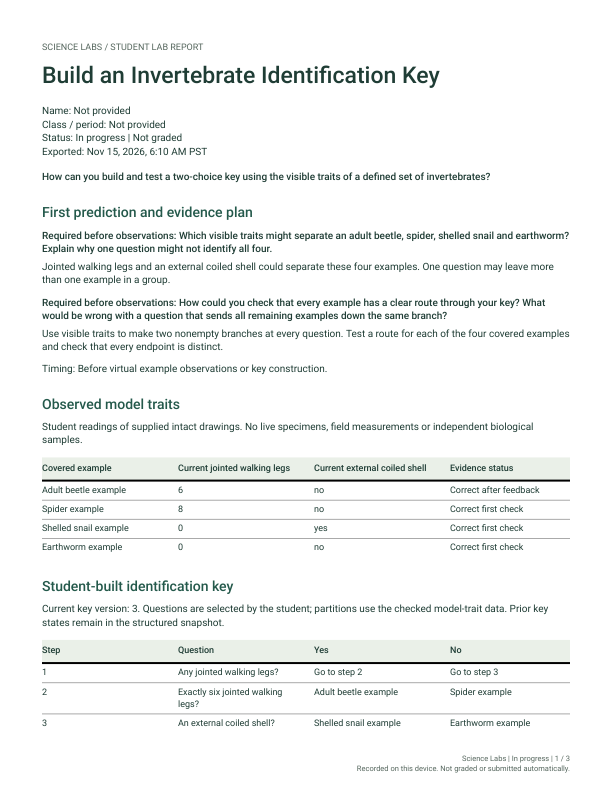 SCIENCE LABS / STUDENT LAB REPORT
Build an Invertebrate Identification Key
Name: Not provided
Class / period: Not provided
Status: In progress | Not graded
Exported: Nov 15, 2026, 6:10 AM PST
How can you build and test a two-choice key using the visible traits of a defined set of invertebrates?
First prediction and evidence plan
Required before observations: Which visible traits might separate an adult beetle, spider, shelled snail and earthworm?
Explain why one question might not identify all four.
Jointed walking legs and an external coiled shell could separate these four examples. One question may leave more
than one example in a group.
Required before observations: How could you check that every example has a clear route through your key? What
would be wrong with a question that sends all remaining examples down the same branch?
Use visible traits to make two nonempty branches at every question. Test a route for each of the four covered examples
and check that every endpoint is distinct.
Timing: Before virtual example observations or key construction.
Observed model traits
Student readings of supplied intact drawings. No live specimens, field measurements or independent biological
samples.
Covered example Current jointed walking legs Current external coiled shell Evidence status
Adult beetle example 6 no Correct after feedback
Spider example 8 no Correct first check
Shelled snail example 0 yes Correct first check
Earthworm example 0 no Correct first check
Student-built identification key
Current key version: 3. Questions are selected by the student; partitions use the checked model-trait data. Prior key
states remain in the structured snapshot.
Step Question Yes No
1 Any jointed walking legs? Go to step 2 Go to step 3
2 Exactly six jointed walking Adult beetle example Spider example
legs?
3 An external coiled shell? Shelled snail example Earthworm example
Science Labs | In progress | 1 / 3
Recorded on this device. Not graded or submitted automatically.